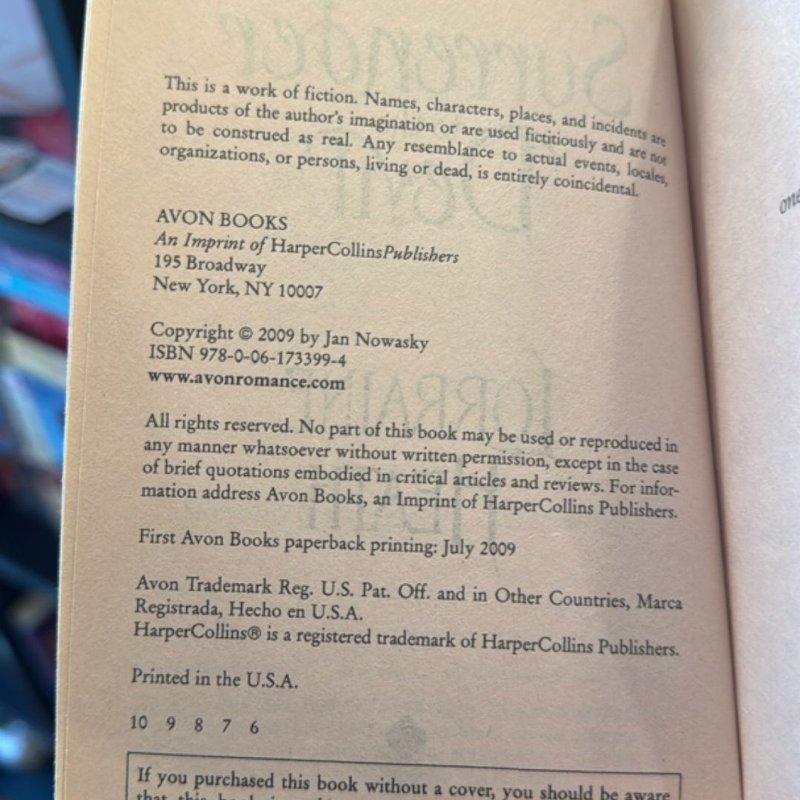 This is a work of fiction. Names, characters, places, and incidents are
products of the author's imagination or are used fictitiously and are not
to be construed as real. Any resemblance to actual events, locales,
organizations, or persons, living or dead, is entirely coincidental.
AVON BOOKS
An Imprint of HarperCollinsPublishers
195 Broadway
New York, NY 10007
Copyright © 2009 by Jan Nowasky
ISBN 978-0-06-173399-4
www.avonromance.com
All rights reserved. No part of this book may be used or reproduced in
any manner whatsoever without written permission, except in the case
of brief quotations embodied in critical articles and reviews. For infor-
mation address Avon Books, an Imprint of HarperCollins Publishers.
First Avon Books paperback printing: July 2009
Avon Trademark Reg. U.S. Pat. Off. and in Other Countries, Marca
Registrada, Hecho en U.S.A.
HarperCollins® is a registered trademark of HarperCollins Publishers.
Printed in the U.S.A.
10 9 8 7 6
If you purchased this book without a cover, you should be aware